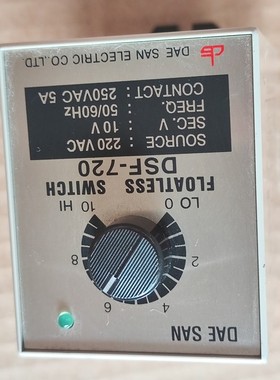 DAE SAN
4 6
2 8
LO 0 10 HI
FLOATLESS SWITCH
DSF-720
SOURCE 220 VAC
SEC. V 10 V
FREQ. 50/60Hz
CONTACT : 250VAC 5A
DAE SAN ELECTRIC CO.,LTD